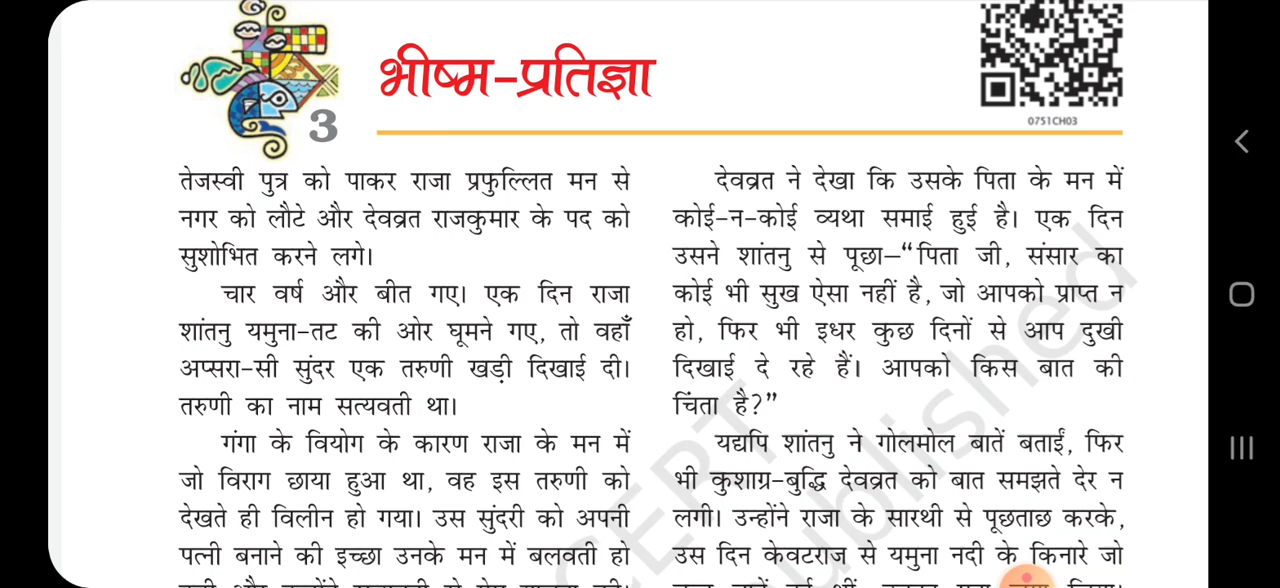 भीष्म-प्रतिज्ञा
3
0751CH03
तेजस्वी पुत्र को पाकर राजा प्रफुल्लित मन से
नगर को लौटे और देवव्रत राजकुमार के पद को
सुशोभित करने लगे।
चार वर्ष और बीत गए। एक दिन राजा
शांतनु यमुना-तट की ओर घूमने गए, तो वहाँ
अप्सरा-सी सुंदर एक तरुणी खड़ी दिखाई दी।
तरुणी का नाम सत्यवती था।
गंगा के वियोग के कारण राजा के मन में
जो विराग छाया हुआ था, वह इस तरुणी को
देखते ही विलीन हो गया। उस सुंदरी को अपनी
पत्नी बनाने की इच्छा उनके मन में बलवती हो
देवव्रत ने देखा कि उसके पिता के मन में
कोई-न-कोई व्यथा समाई हुई है। एक दिन
उसने शांतनु से पूछा–“पिता जी, संसार का
कोई भी सुख ऐसा नहीं है, जो आपको प्राप्त न
हो, फिर भी इधर कुछ दिनों से आप दुखी
दिखाई दे रहे हैं। आपको किस बात की
चिंता है?”
यद्यपि शांतनु ने गोलमोल बातें बताईं, फिर
भी कुशाग्र-बुद्धि देवव्रत को बात समझते देर न
लगी। उन्होंने राजा के सारथी से पूछताछ करके,
उस दिन केवटराज से यमुना नदी के किनारे जो